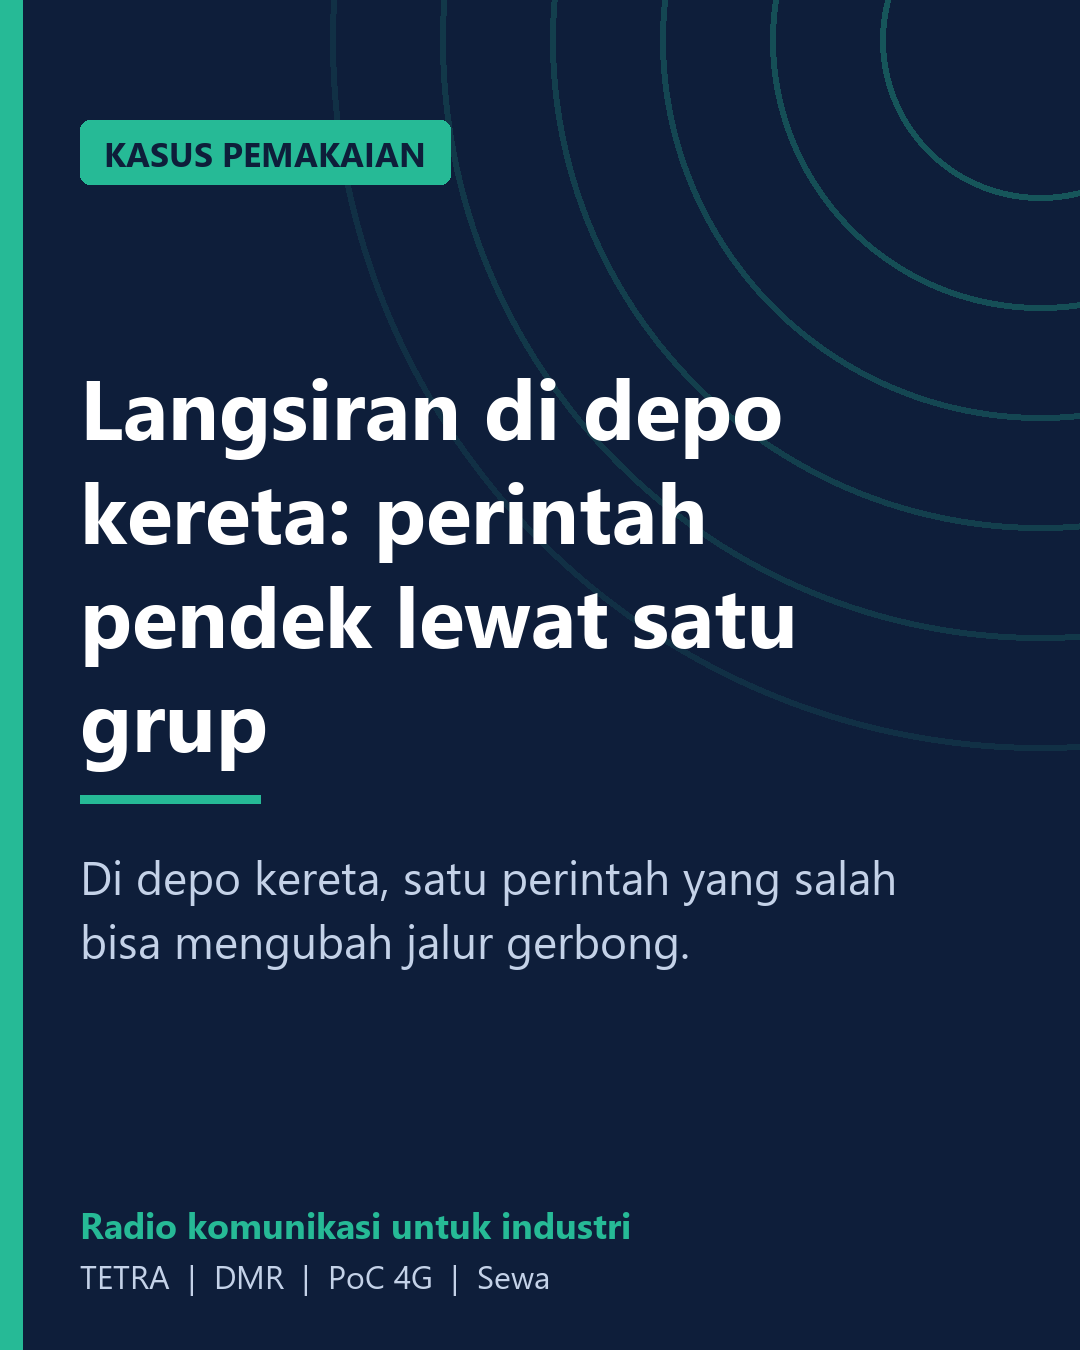 KASUS PEMAKAIAN
Langsiran di depo
kereta: perintah
pendek lewat satu
grup
Di depo kereta, satu perintah yang salah
bisa mengubah jalur gerbong.
Radio komunikasi untuk industri
TETRA | DMR | PoC 4G | Sewa